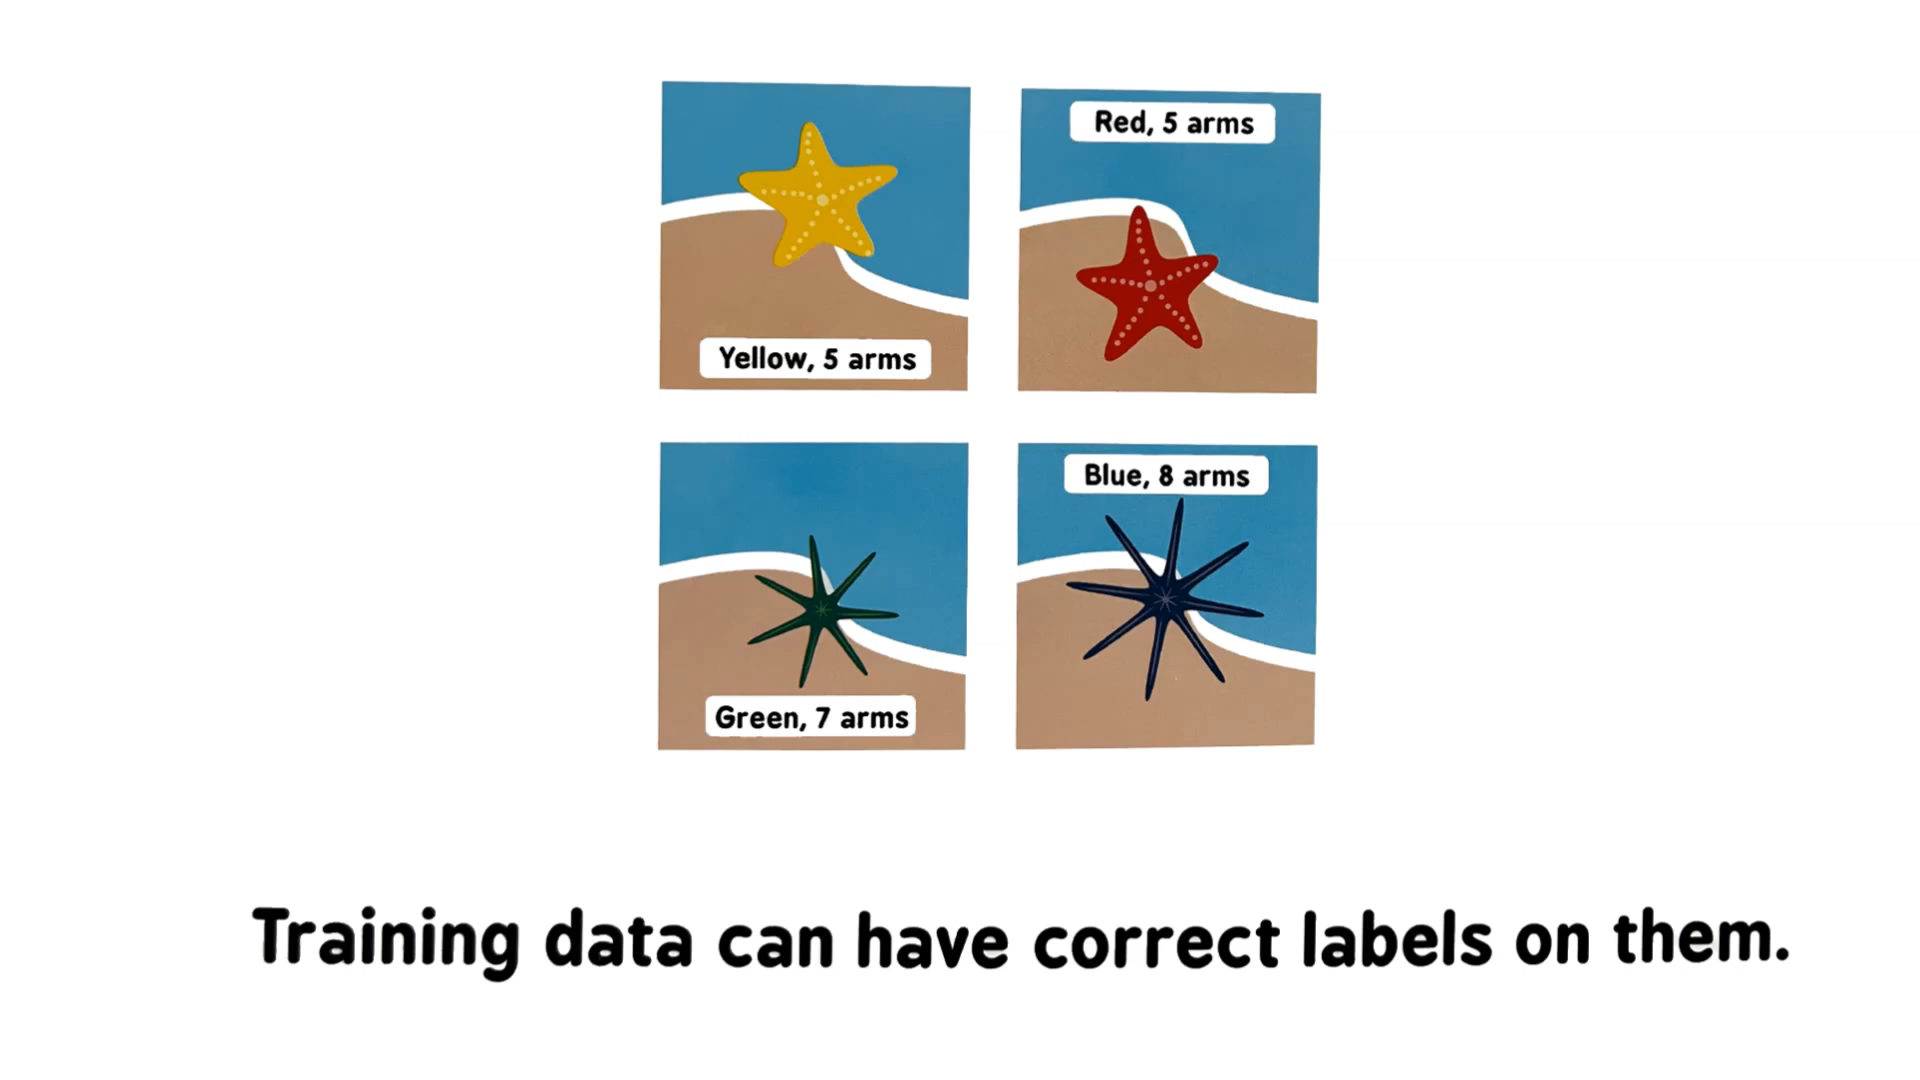 Red, 5 arms
Yellow, 5 arms
Blue, 8 arms
Green, 7 arms
Training data can have correct labels on them.